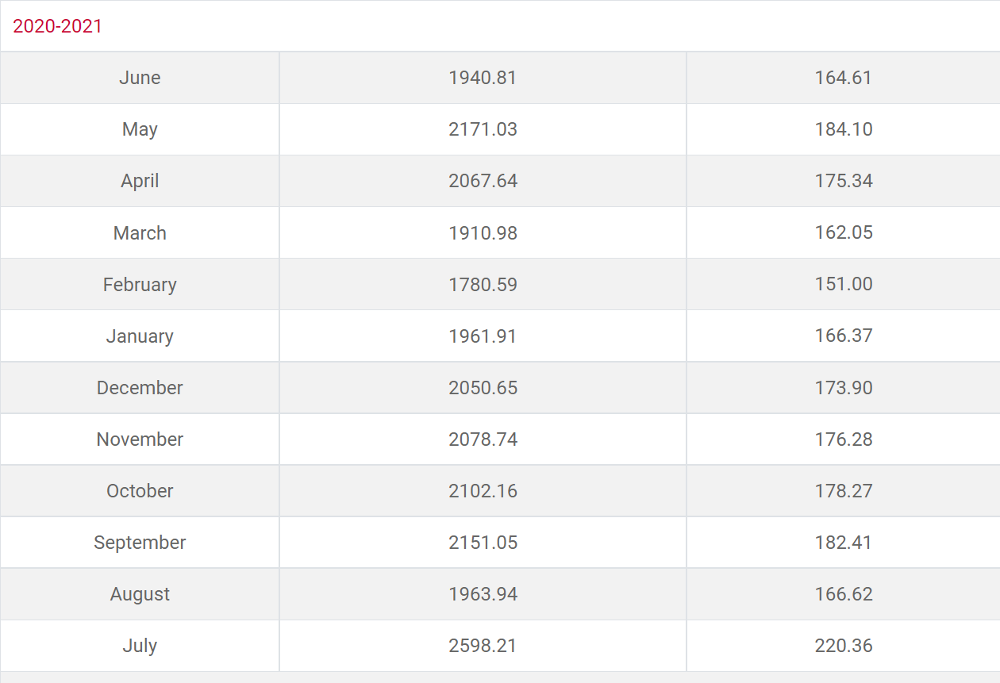 2020-2021
June 1940.81 164.61
May 2171.03 184.10
April 2067.64 175.34
March 1910.98 162.05
February 1780.59 151.00
January 1961.91 166.37
December 2050.65 173.90
November 2078.74 176.28
October 2102.16 178.27
September 2151.05 182.41
August 1963.94 166.62
July 2598.21 220.36